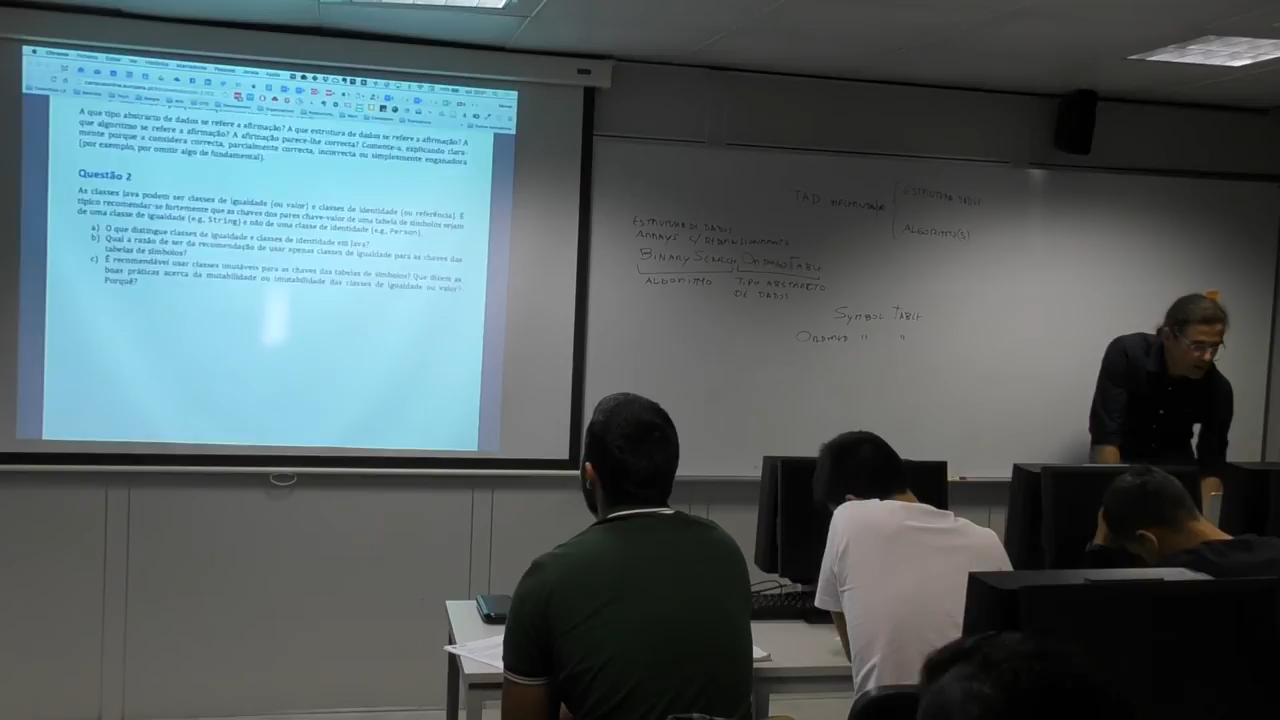 A que tipo abstracto de dados se refere a afirmação? A que estrutura de dados se refere a afirmação? A
que algoritmo se refere a afirmação? A afirmação parece-lhe correcta? Comente-a, explicando clara-
mente porque a considera correcta, parcialmente correcta, incorrecta ou simplesmente enganadora
(por exemplo, por omitir algo de fundamental).
Questão 2
As classes Java podem ser classes de igualdade (ou valor) e classes de identidade (ou referência). É
típico recomendar-se fortemente que as chaves dos pares chave-valor de uma tabela de símbolos sejam
de uma classe de igualdade (e.g., String) e não de uma classe de identidade (e.g., Person).
a) O que distingue classes de igualdade e classes de identidade em Java?
b) Qual a razão de ser da recomendação de usar apenas classes de igualdade para as chaves das
tabelas de símbolos?
c) É recomendável usar classes imutáveis para as chaves das tabelas de símbolos? Que dizem as
boas práticas acerca da mutabilidade ou imutabilidade das classes de igualdade ou valor?
Porquê?
TAD
ESTRUTURA DADOS
ALGORITMO(S)
ESTRUTURA DE DADOS
ARRAYS C/ REDIMENSIONAMENTO
BINARY SEARCH ORDERED TABLE
ALGORITMO TIPO ABSTRACTO
DE DADOS
SYMBOL TABLE
ORDERED " "